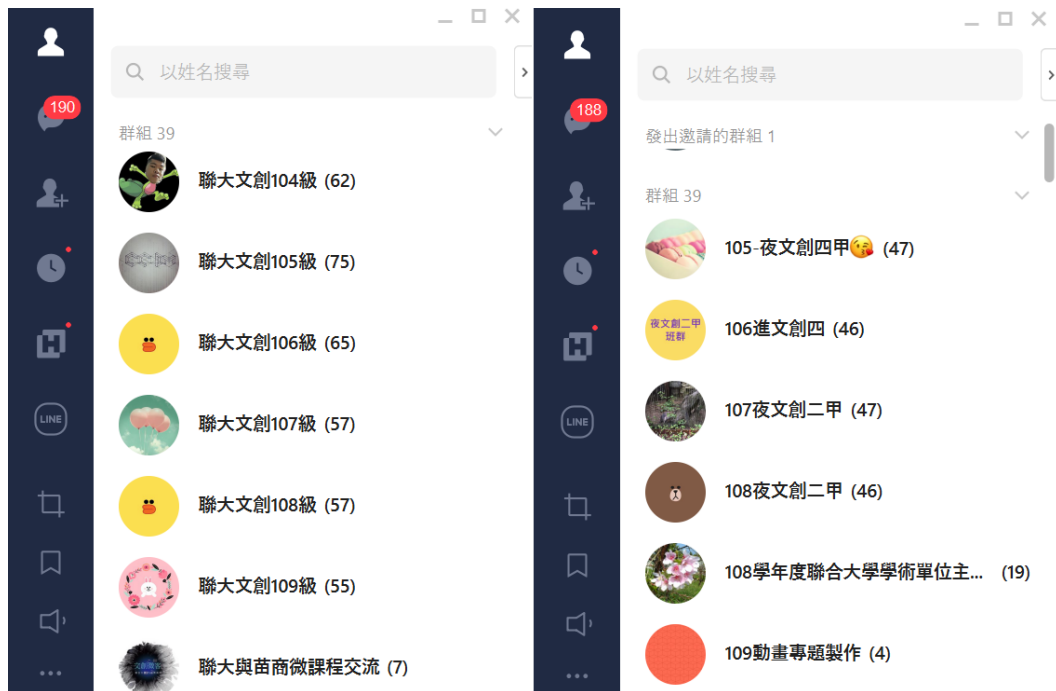 190
以姓名搜尋
群組 39
聯大文創104級 (62)
聯大文創105級 (75)
聯大文創106級 (65)
聯大文創107級 (57)
LINE
聯大文創108級 (57)
聯大文創109級 (55)
聯大與苗商微課程交流 (7)
188
以姓名搜尋
發出邀請的群組 1
群組 39
105-夜文創四甲😘 (47)
夜文創二甲
班群
106進文創四 (46)
107夜文創二甲 (47)
LINE
108夜文創二甲 (46)
108學年度聯合大學學術單位主... (19)
109動畫專題製作 (4)